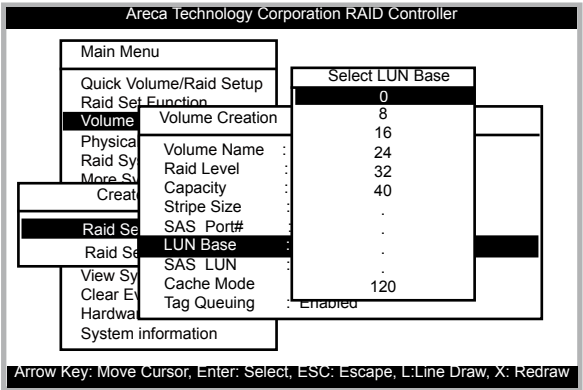 Areca Technology Corporation RAID Controller
Main Menu
Quick Volume/Raid Setup
Raid Set Function
Volume
Physica
Raid Sy
More Sy
Creat
Raid Se
Raid Se
View Sy
Clear Ev
Hardwa
System information
Volume Creation
Volume Name :
Raid Level :
Capacity :
Stripe Size :
SAS Port# :
LUN Base :
SAS LUN :
Cache Mode
Tag Queuing : Enabled
Select LUN Base
0
8
16
24
32
40
.
.
.
.
120
Arrow Key: Move Cursor, Enter: Select, ESC: Escape, L:Line Draw, X: Redraw